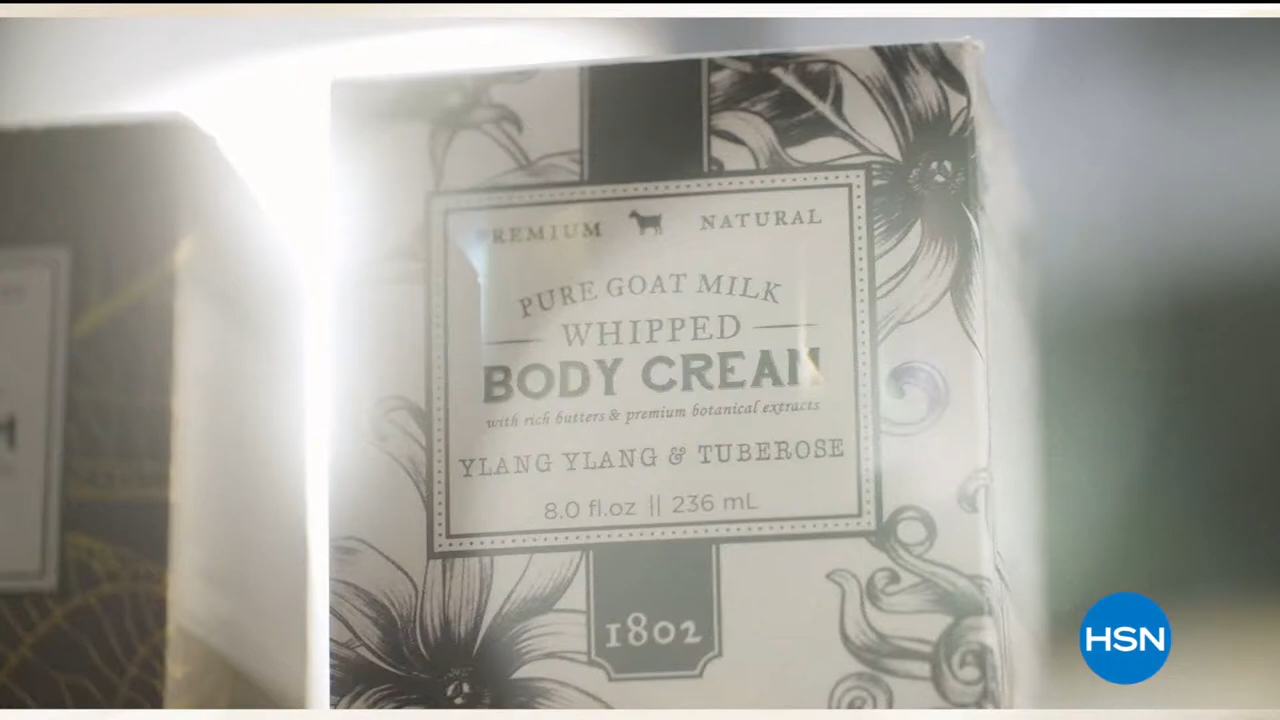 PREMIUM NATURAL
PURE GOAT MILK
WHIPPED
BODY CREAM
with rich butters & premium botanical extracts
YLANG YLANG & TUBEROSE
8.0 fl.oz || 236 mL
1802
H
HSN